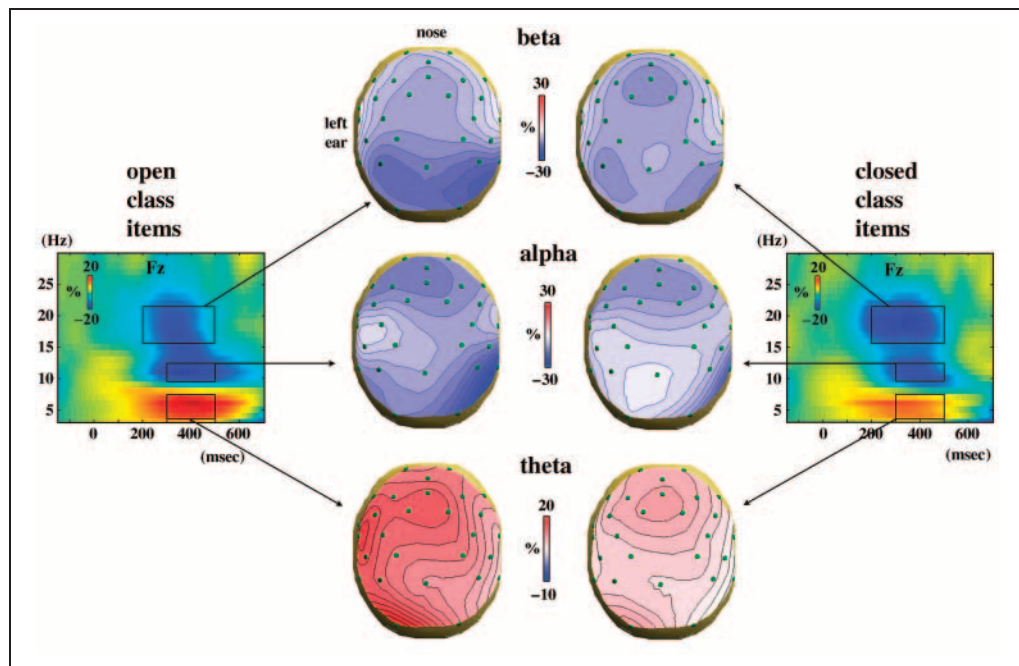 nose
beta
30
%
-30
left
ear
open
class
items
closed
class
items
(Hz)
Fz
20
%
-20
25
20
15
10
5
0 200 400 600
(msec)
alpha
30
%
-30
(Hz)
Fz
20
%
-20
25
20
15
10
5
0 200 400 600
(msec)
theta
20
%
-10